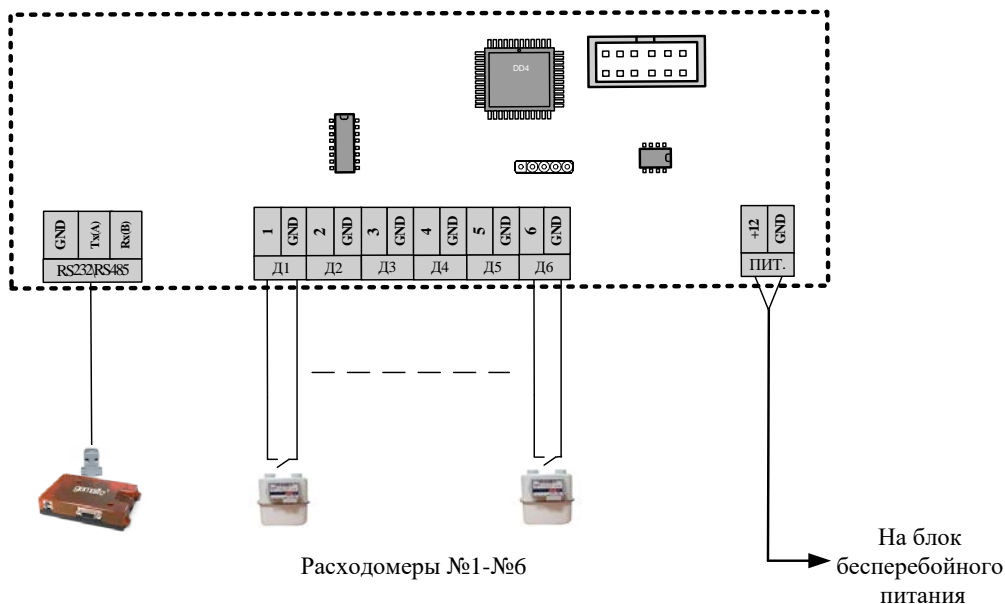 DD4
GND Tx(A) Rx(B)
RS232\RS485
1 GND 2 GND 3 GND 4 GND 5 GND 6 GND
Д1 Д2 Д3 Д4 Д5 Д6
+12 GND
ПИТ.
gemalto
Расходомеры №1-№6
На блок
бесперебойного
питания